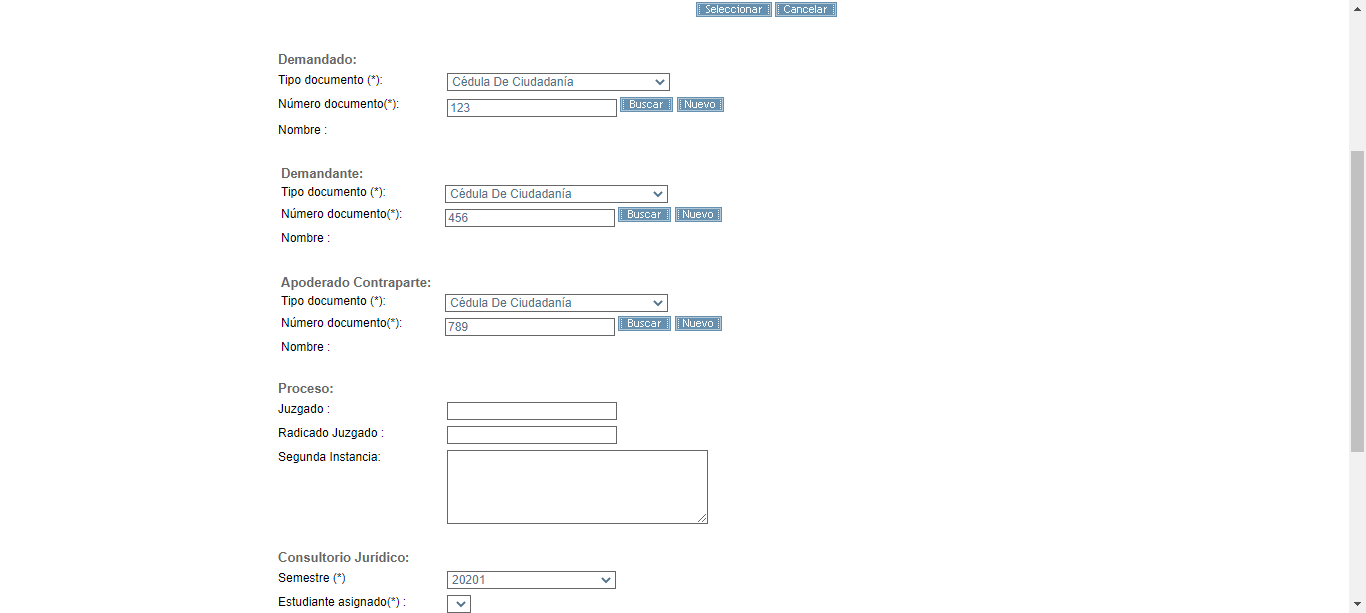 Seleccionar Cancelar
Demandado:
Tipo documento (*): Cédula De Ciudadanía
Número documento(*): 123 Buscar Nuevo
Nombre :
Demandante:
Tipo documento (*): Cédula De Ciudadanía
Número documento(*): 456 Buscar Nuevo
Nombre :
Apoderado Contraparte:
Tipo documento (*): Cédula De Ciudadanía
Número documento(*): 789 Buscar Nuevo
Nombre :
Proceso:
Juzgado :
Radicado Juzgado :
Segunda Instancia:
Consultorio Jurídico:
Semestre (*) 20201
Estudiante asignado(*) :